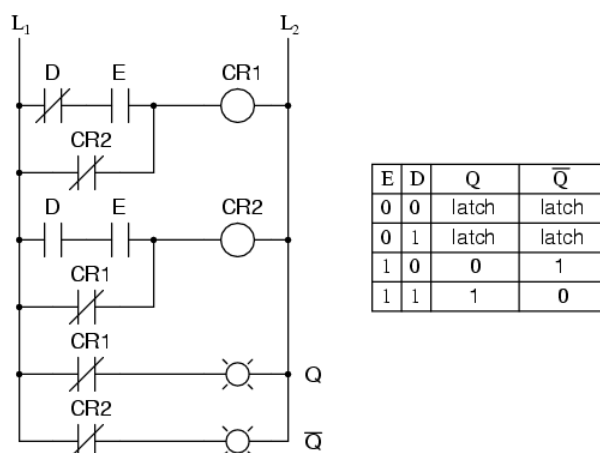 L1 L2
D E CR1
CR2
D E CR2
CR1
CR1 Q
CR2 Q̅
E D Q Q̅
0 0 latch latch
0 1 latch latch
1 0 0 1
1 1 1 0